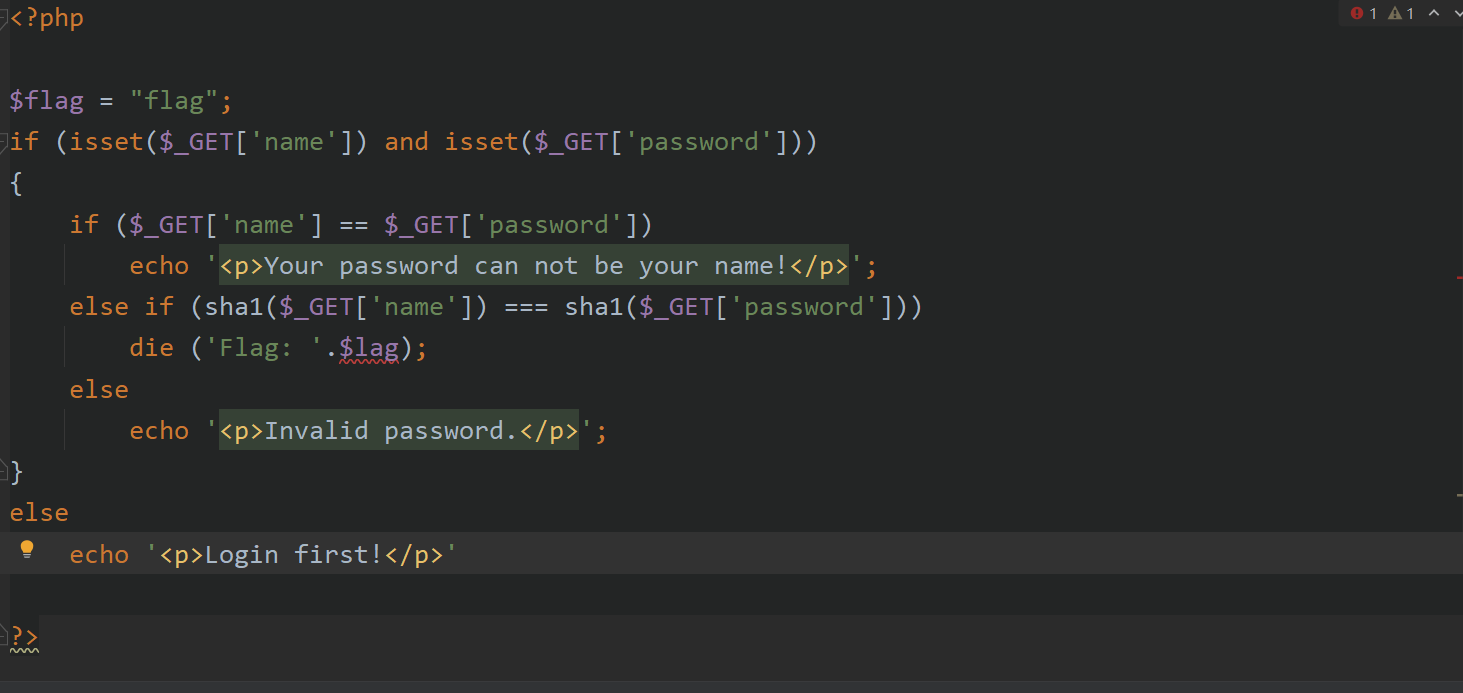 <?php
1 1
$flag = "flag";
if (isset($_GET['name']) and isset($_GET['password']))
{
if ($_GET['name'] == $_GET['password'])
echo '<p>Your password can not be your name!</p>';
else if (sha1($_GET['name']) === sha1($_GET['password']))
die ('Flag: '.$lag);
else
echo '<p>Invalid password.</p>';
}
else
echo '<p>Login first!</p>'
?>